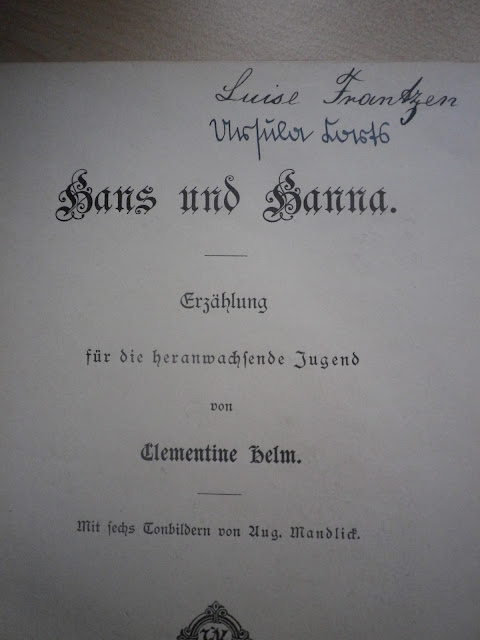 Luise Frantzen
Ursula Korts
Hans und Hanna.
Erzählung
für die heranwachſende Jugend
von
Clementine Helm.
Mit ſechs Tonbildern von Aug. Mandlick.